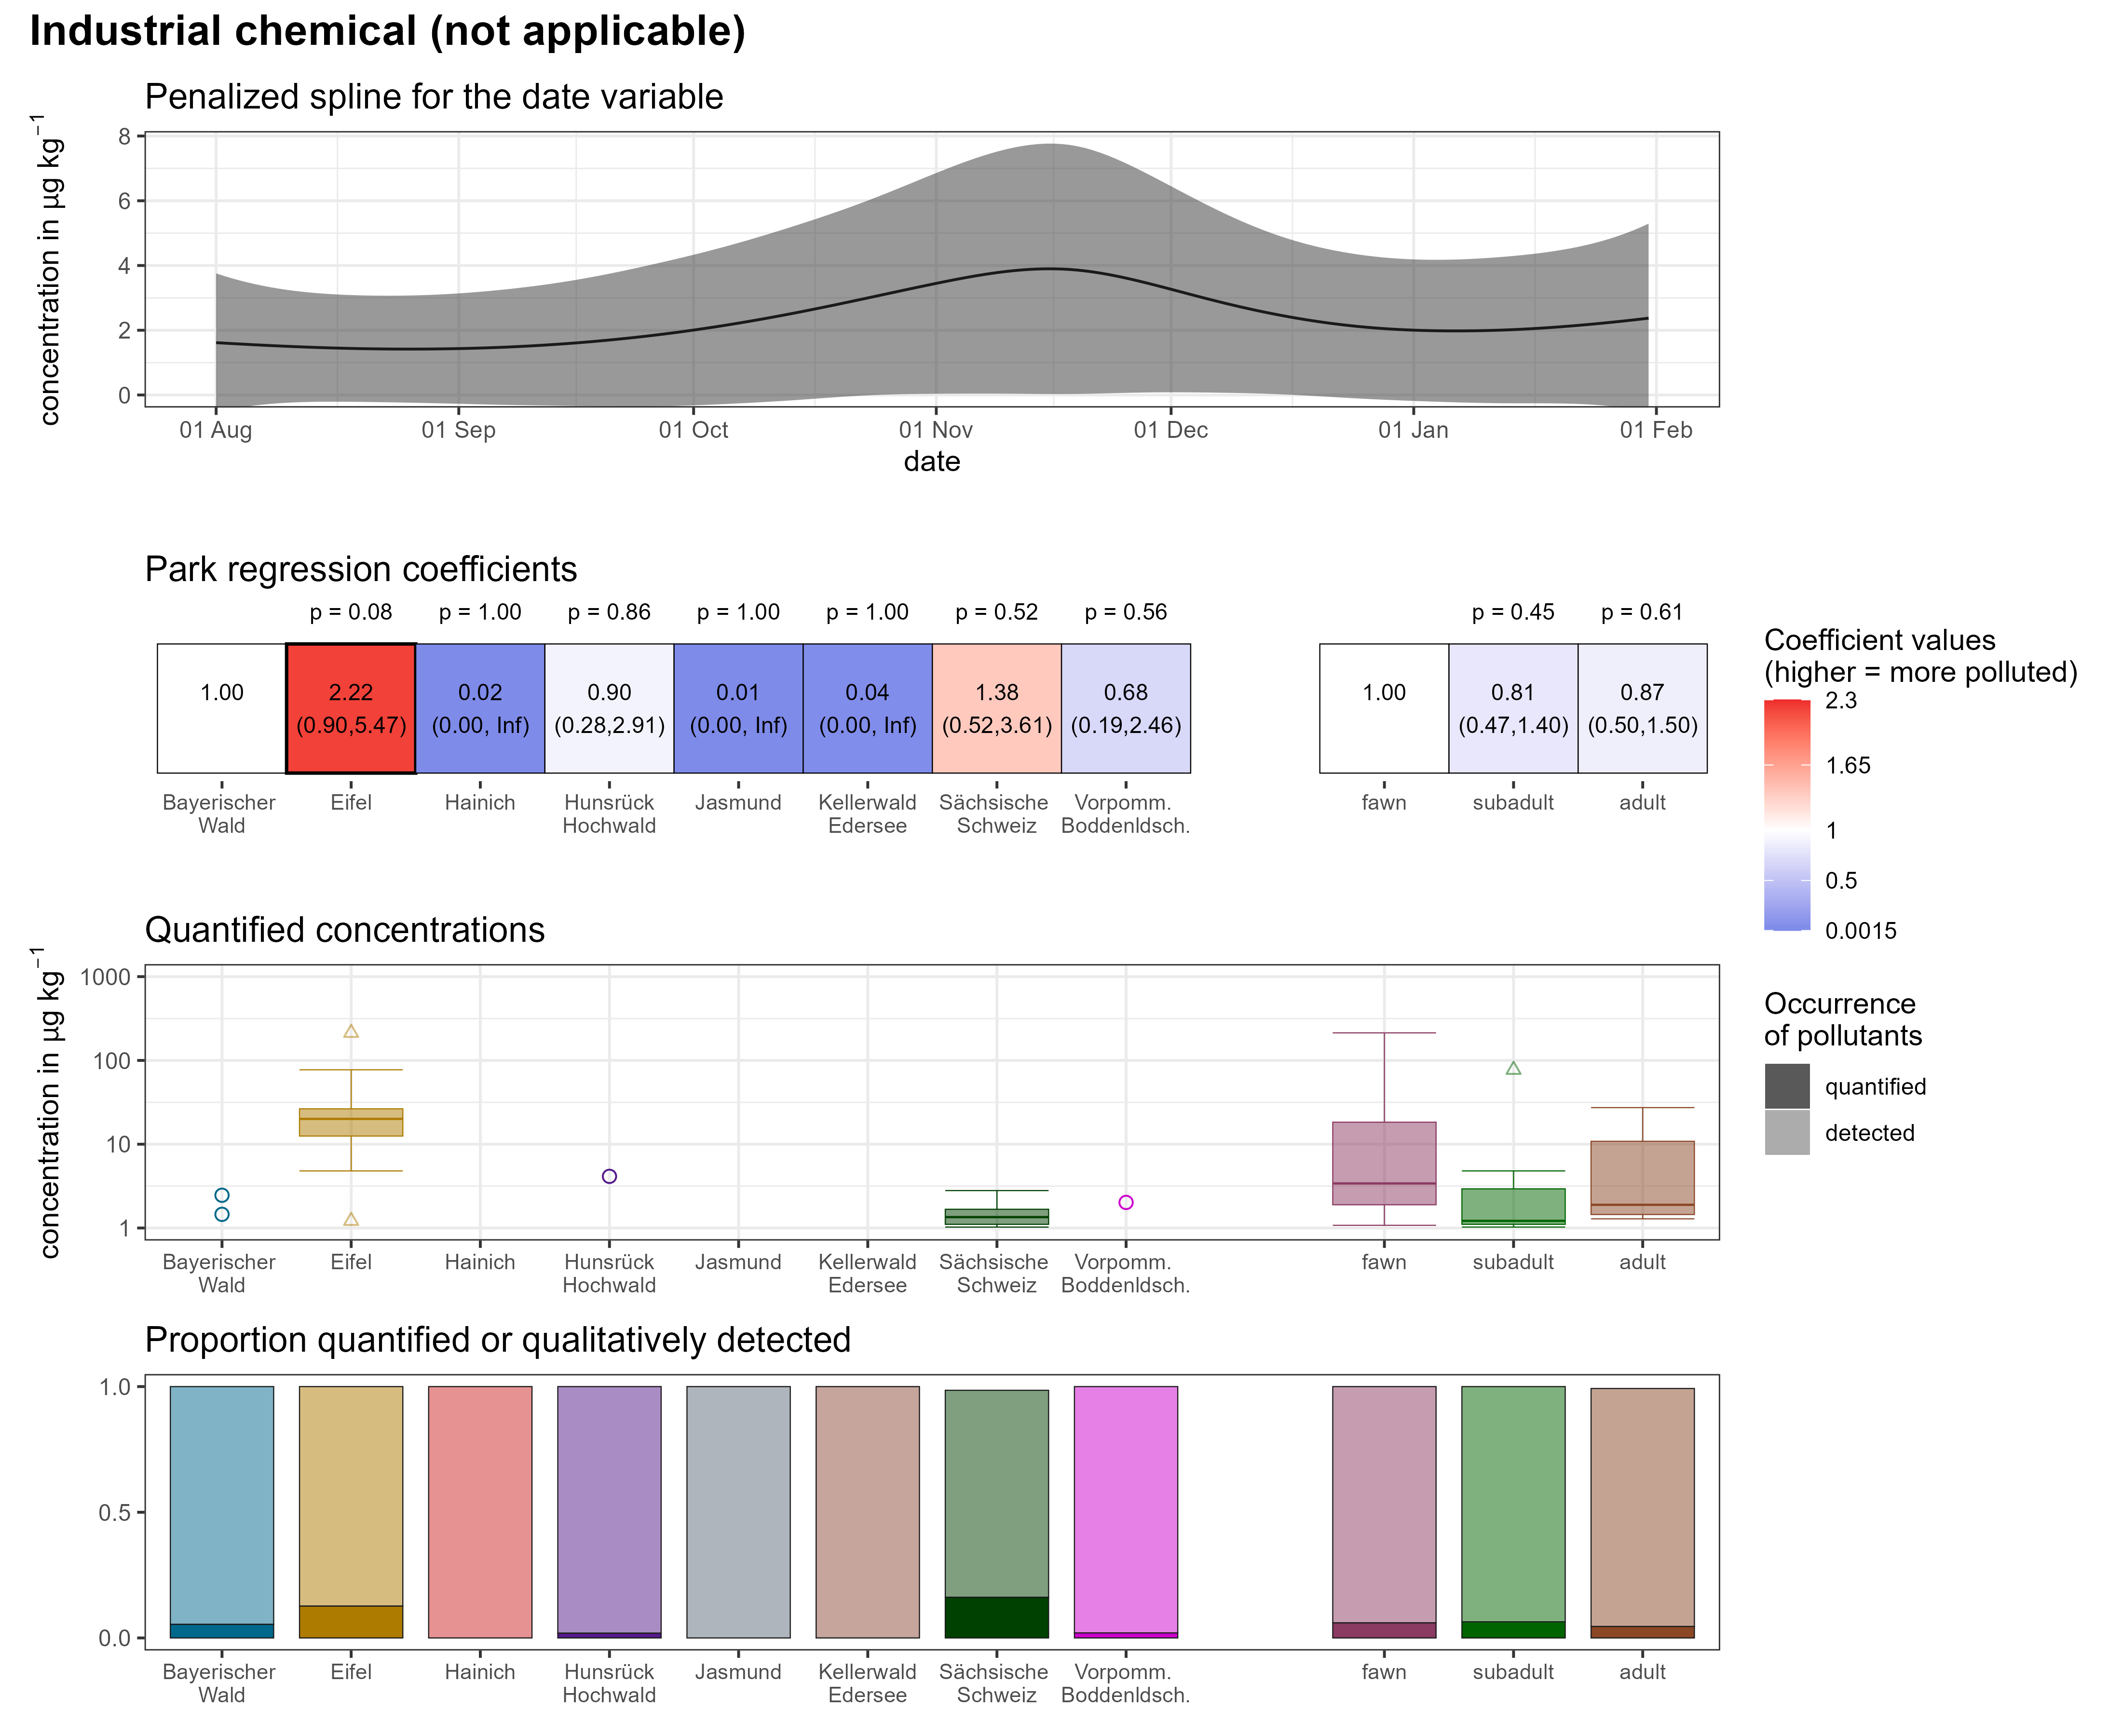 Industrial chemical (not applicable)
Penalized spline for the date variable
concentration in µg kg⁻¹
8
6
4
2
0
01 Aug 01 Sep 01 Oct 01 Nov 01 Dec 01 Jan 01 Feb
date
Park regression coefficients
p = 0.08 p = 1.00 p = 0.86 p = 1.00 p = 1.00 p = 0.52 p = 0.56 p = 0.45 p = 0.61
1.00 2.22 0.02 0.90 0.01 0.04 1.38 0.68 1.00 0.81 0.87
(0.90,5.47) (0.00, Inf) (0.28,2.91) (0.00, Inf) (0.00, Inf) (0.52,3.61) (0.19,2.46) (0.47,1.40) (0.50,1.50)
Bayerischer Eifel Hainich Hunsrück Jasmund Kellerwald Sächsische Vorpomm. fawn subadult adult
Wald Hochwald Edersee Schweiz Boddenldsch.
Coefficient values
(higher = more polluted)
2.3
1.65
1
0.5
0.0015
Quantified concentrations
concentration in µg kg⁻¹
1000
100
10
1
Bayerischer Eifel Hainich Hunsrück Jasmund Kellerwald Sächsische Vorpomm. fawn subadult adult
Wald Hochwald Edersee Schweiz Boddenldsch.
Occurrence
of pollutants
quantified
detected
Proportion quantified or qualitatively detected
1.0
0.5
0.0
Bayerischer Eifel Hainich Hunsrück Jasmund Kellerwald Sächsische Vorpomm. fawn subadult adult
Wald Hochwald Edersee Schweiz Boddenldsch.